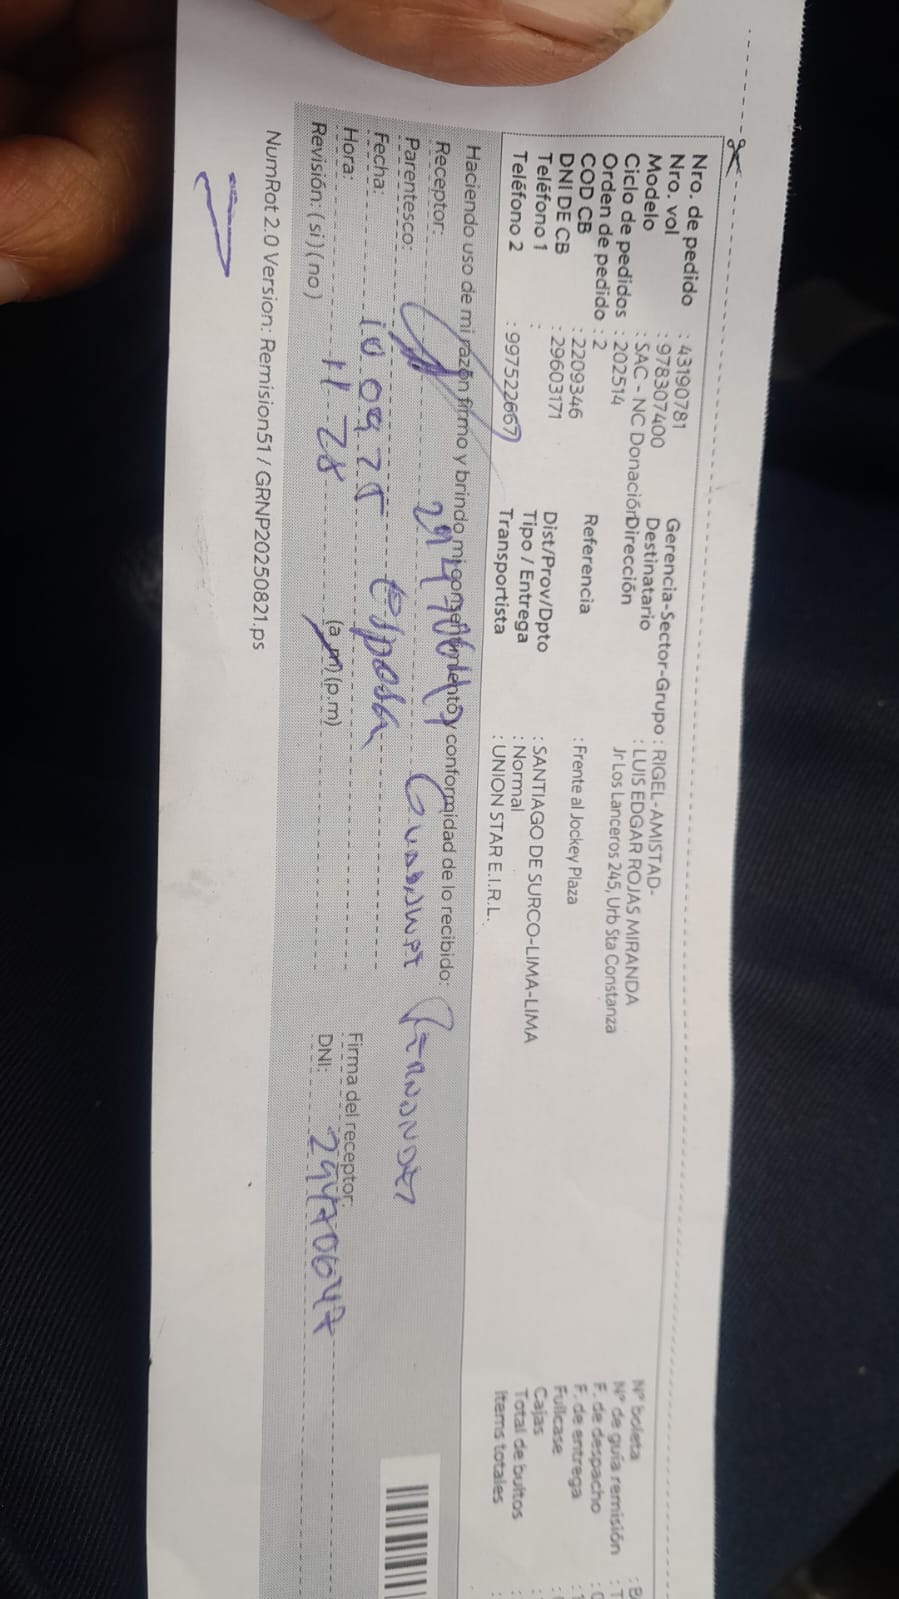 Nro. de pedido : 43190781
Nro. vol : 978307400
Modelo : SAC - NC Donación
Ciclo de pedidos : 202514
Orden de pedido : 2
COD CB : 2209346
DNI DE CB : 29603171
Teléfono 1 :
Teléfono 2 : 997522667
Gerencia-Sector-Grupo : RIGEL-AMISTAD-
Destinatario : LUIS EDGAR ROJAS MIRANDA
Dirección Jr Los Lanceros 245, Urb Sta Constanza
Referencia : Frente al Jockey Plaza
Dist/Prov/Dpto : SANTIAGO DE SURCO-LIMA-LIMA
Tipo / Entrega : Normal
Transportista : UNION STAR E.I.R.L.
N° boleta
N° de guía remisión
F. de despacho
F. de entrega
Fullcase
Cajas
Total de bultos
Items totales
Haciendo uso de mi razón firmo y brindo mi consentimiento y conformidad de lo recibido:
Receptor:
Parentesco: esposa
Fecha: 10 09 25
Hora: 11 28 (a.m) (p.m)
Revisión: (si) (no)
Firma del receptor:
DNI: 29470647
NumRot 2.0 Version: Remision51 / GRNP20250821.ps